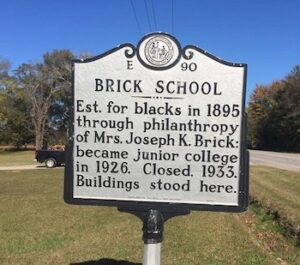 E 90
BRICK SCHOOL
Est. for blacks in 1895
through philanthropy
of Mrs. Joseph K. Brick;
became junior college
in 1926. Closed, 1933.
Buildings stood here.